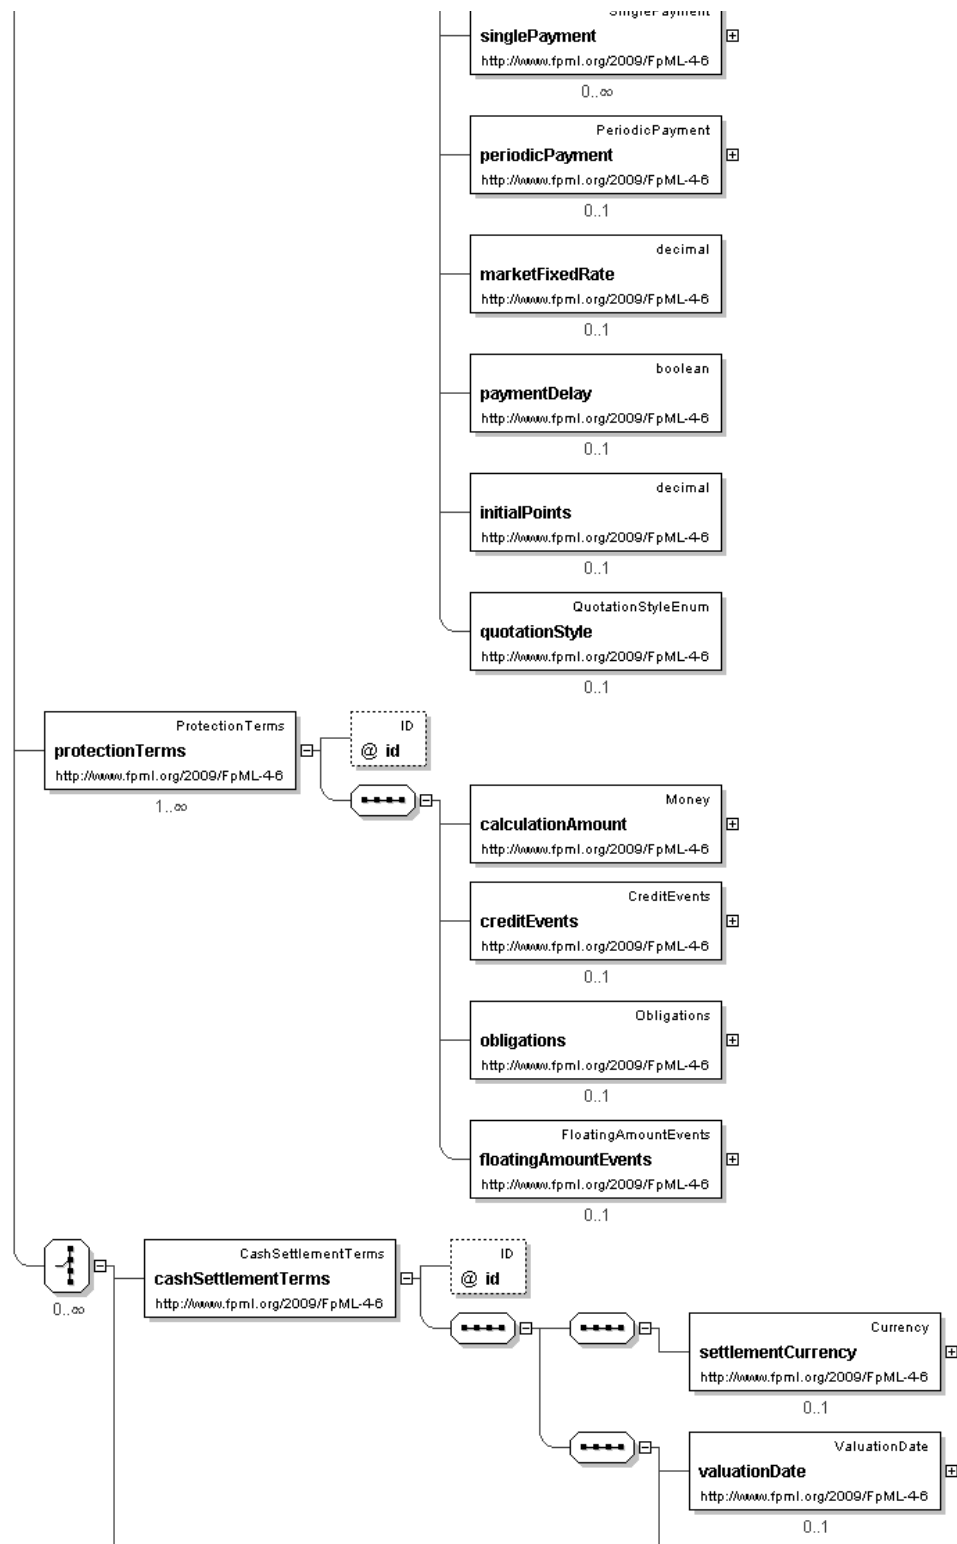 SinglePayment
singlePayment
http://www.fpml.org/2009/FpML-4-6
0..∞
PeriodicPayment
periodicPayment
http://www.fpml.org/2009/FpML-4-6
0..1
decimal
marketFixedRate
http://www.fpml.org/2009/FpML-4-6
0..1
boolean
paymentDelay
http://www.fpml.org/2009/FpML-4-6
0..1
decimal
initialPoints
http://www.fpml.org/2009/FpML-4-6
0..1
QuotationStyleEnum
quotationStyle
http://www.fpml.org/2009/FpML-4-6
0..1
ProtectionTerms
protectionTerms
http://www.fpml.org/2009/FpML-4-6
1..∞
ID
@ id
Money
calculationAmount
http://www.fpml.org/2009/FpML-4-6
CreditEvents
creditEvents
http://www.fpml.org/2009/FpML-4-6
0..1
Obligations
obligations
http://www.fpml.org/2009/FpML-4-6
0..1
FloatingAmountEvents
floatingAmountEvents
http://www.fpml.org/2009/FpML-4-6
0..1
0..∞
CashSettlementTerms
cashSettlementTerms
http://www.fpml.org/2009/FpML-4-6
ID
@ id
Currency
settlementCurrency
http://www.fpml.org/2009/FpML-4-6
0..1
ValuationDate
valuationDate
http://www.fpml.org/2009/FpML-4-6
0..1